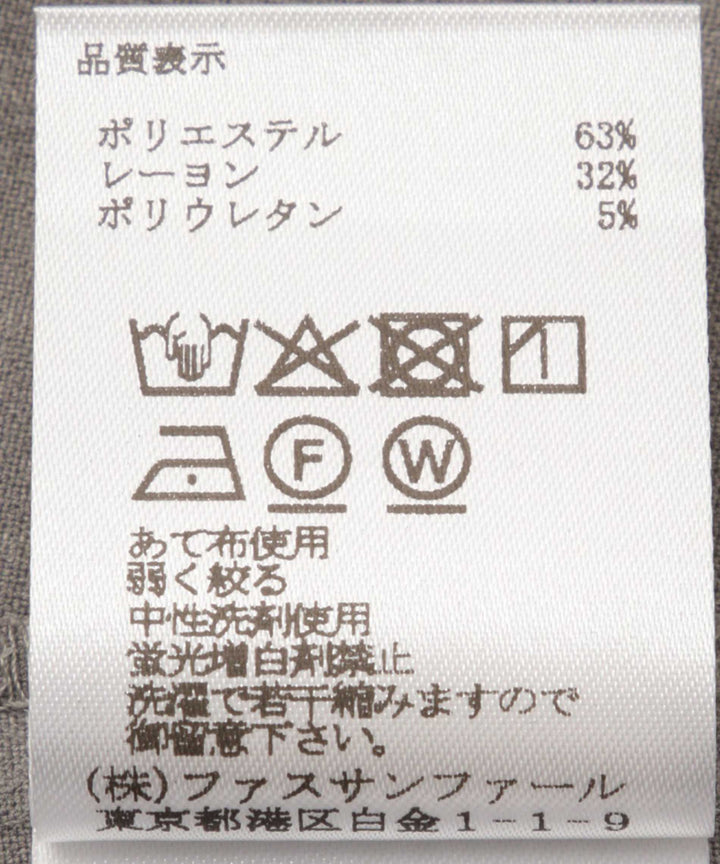 品質表示
ポリエステル 63%
レーヨン 32%
ポリウレタン 5%
F W
あて布使用
弱く絞る
中性洗剤使用
蛍光増白剤禁止
洗濯で若干縮みますので
御留意下さい。
(株)ファスサンファール
東京都港区白金1-1-9